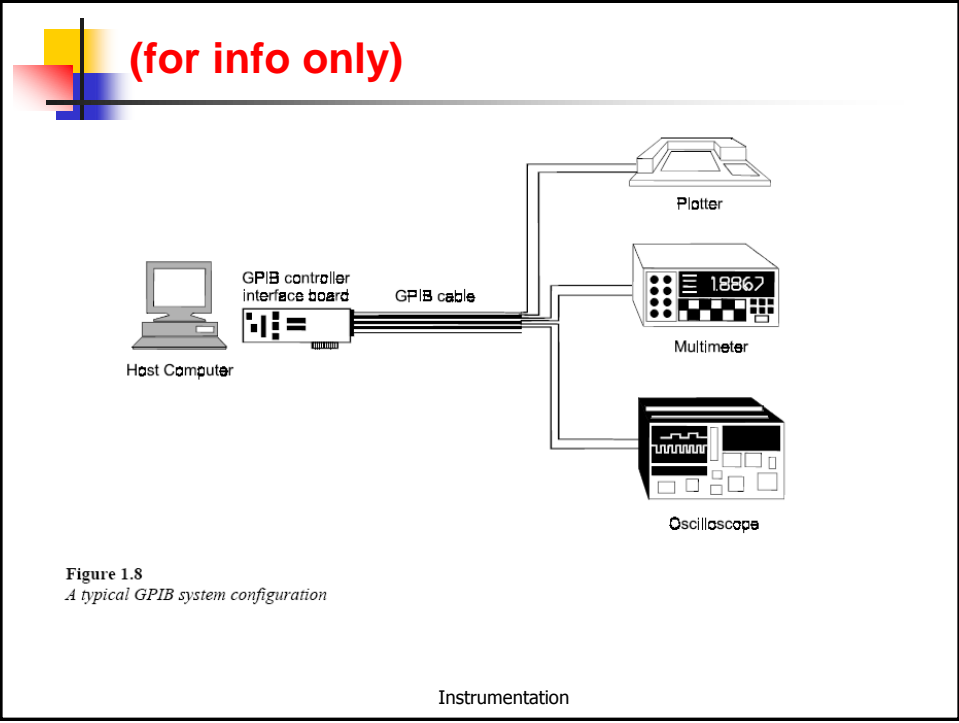 (for info only)
Plotter
GPIB controller
interface board
GPIB cable
1.8867
Multimeter
Host Computer
Oscilloscope
Figure 1.8
A typical GPIB system configuration
Instrumentation